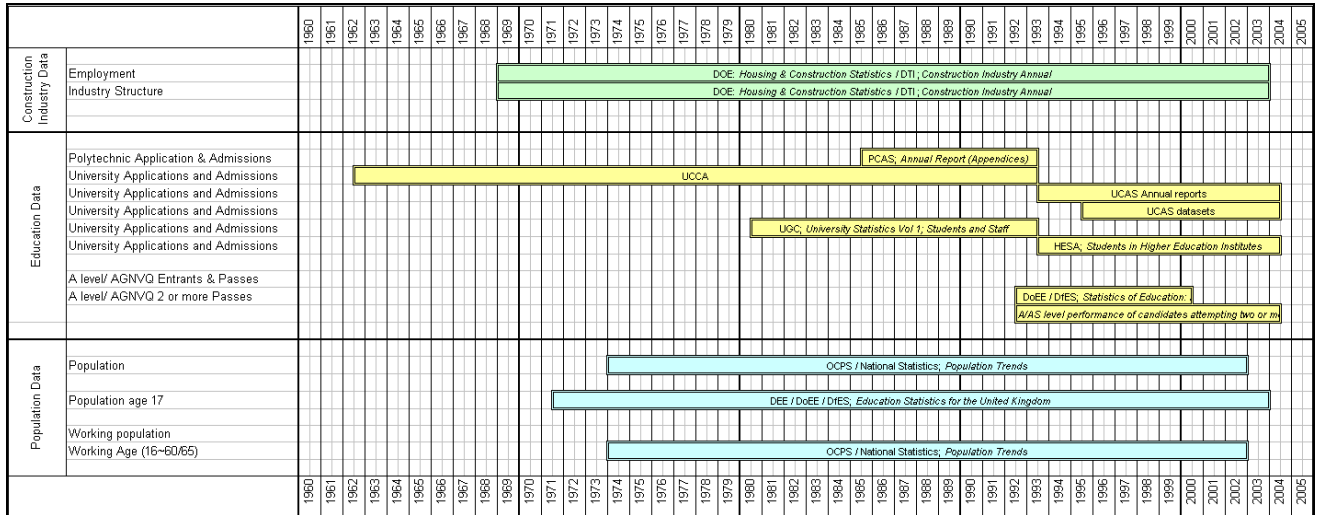 1960 1961 1962 1963 1964 1965 1966 1967 1968 1969 1970 1971 1972 1973 1974 1975 1976 1977 1978 1979 1980 1981 1982 1983 1984 1985 1986 1987 1988 1989 1990 1991 1992 1993 1994 1995 1996 1997 1998 1999 2000 2001 2002 2003 2004 2005
Construction
Industry Data
Employment DOE: Housing & Construction Statistics / DTI ; Construction Industry Annual
Industry Structure DOE: Housing & Construction Statistics / DTI ; Construction Industry Annual
Education Data
Polytechnic Application & Admissions PCAS; Annual Report (Appendices)
University Applications and Admissions UCCA
University Applications and Admissions UCAS Annual reports
University Applications and Admissions UCAS datasets
University Applications and Admissions UGC; University Statistics Vol 1; Students and Staff
University Applications and Admissions HESA; Students in Higher Education Institutes
A level/ AGNVQ Entrants & Passes
A level/ AGNVQ 2 or more Passes DoEE / DfES; Statistics of Education:
A/AS level performance of candidates attempting two or
Population Data
Population OCPS / National Statistics; Population Trends
Population age 17 DEE / DoEE / DfES; Education Statistics for the United Kingdom
Working population
Working Age (16~60/65) OCPS / National Statistics; Population Trends
1960 1961 1962 1963 1964 1965 1966 1967 1968 1969 1970 1971 1972 1973 1974 1975 1976 1977 1978 1979 1980 1981 1982 1983 1984 1985 1986 1987 1988 1989 1990 1991 1992 1993 1994 1995 1996 1997 1998 1999 2000 2001 2002 2003 2004 2005